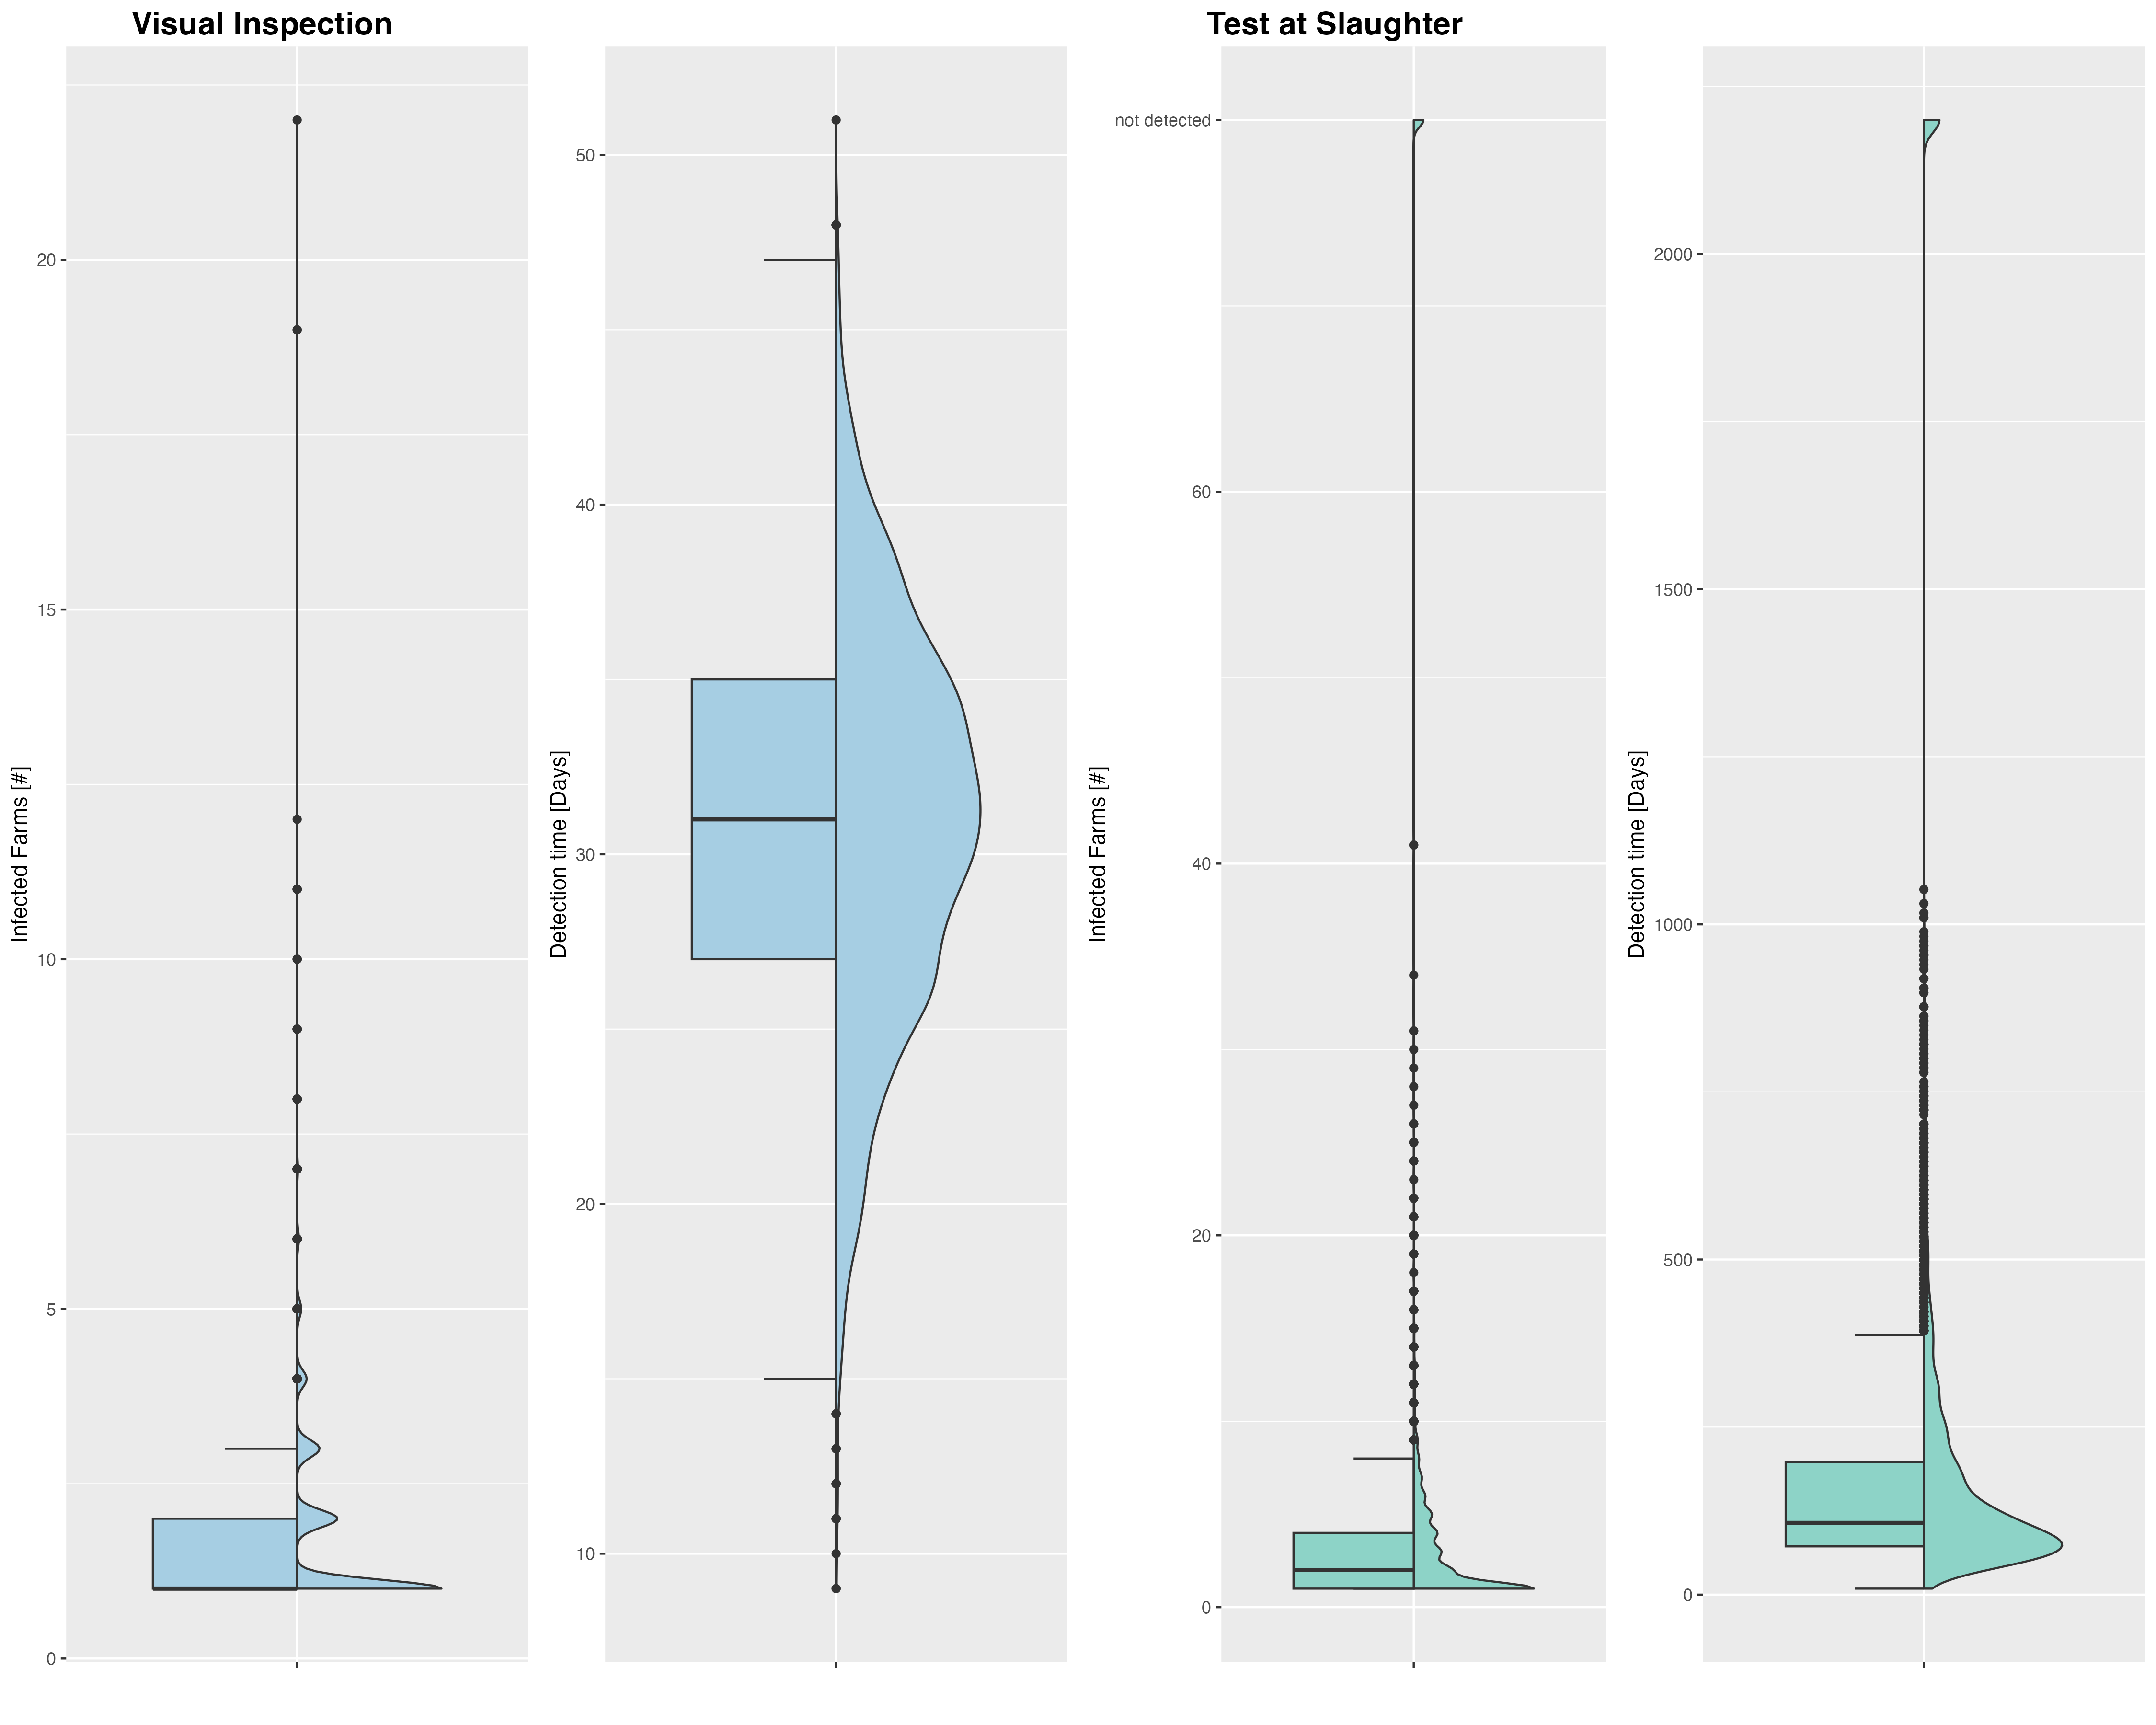 Visual Inspection
Test at Slaughter
Infected Farms [#]
20
15
10
5
0
Detection time [Days]
50
40
30
20
10
Infected Farms [#]
not detected
60
40
20
0
Detection time [Days]
2000
1500
1000
500
0